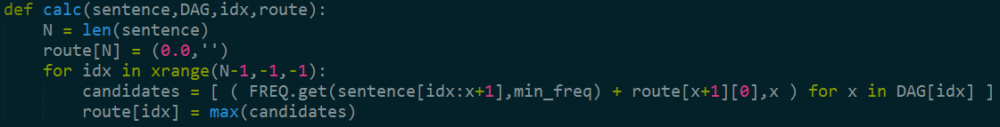 def calc(sentence,DAG,idx,route):
    N = len(sentence)
    route[N] = (0.0,'')
    for idx in xrange(N-1,-1,-1):
        candidates = [ ( FREQ.get(sentence[idx:x+1],min_freq) + route[x+1][0],x ) for x in DAG[idx] ]
        route[idx] = max(candidates)